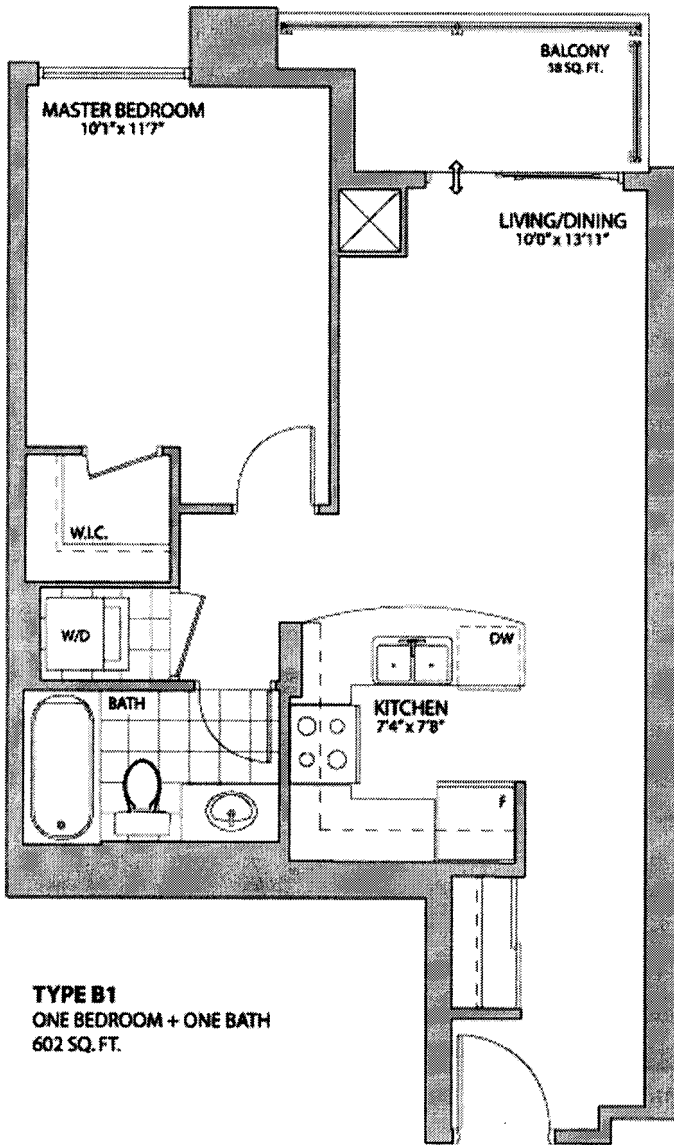 BALCONY
38 SQ. FT.
MASTER BEDROOM
10'1" x 11'7"
LIVING/DINING
10'0" x 13'11"
W.I.C.
W/D
DW
BATH
KITCHEN
7'4" x 7'8"
F
TYPE B1
ONE BEDROOM + ONE BATH
602 SQ. FT.